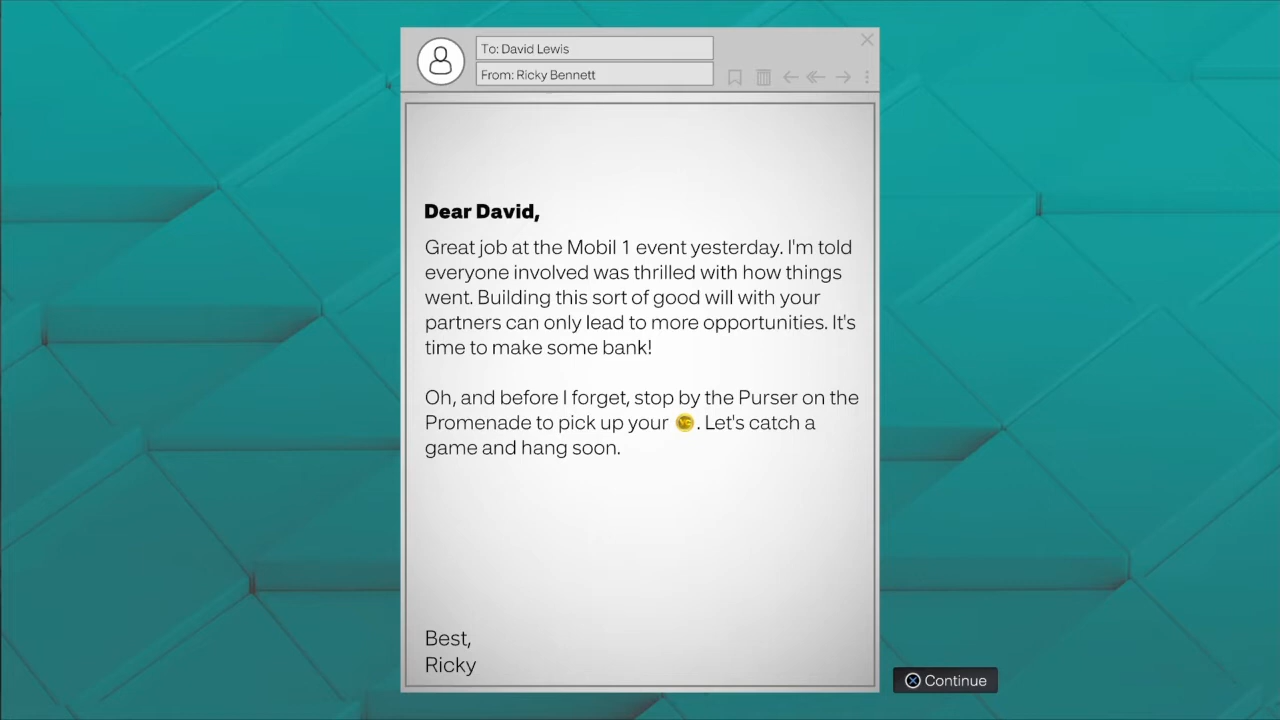 To: David Lewis
From: Ricky Bennett
Dear David,
Great job at the Mobil 1 event yesterday. I'm told
everyone involved was thrilled with how things
went. Building this sort of good will with your
partners can only lead to more opportunities. It's
time to make some bank!
Oh, and before I forget, stop by the Purser on the
Promenade to pick up your VC. Let's catch a
game and hang soon.
Best,
Ricky
Continue